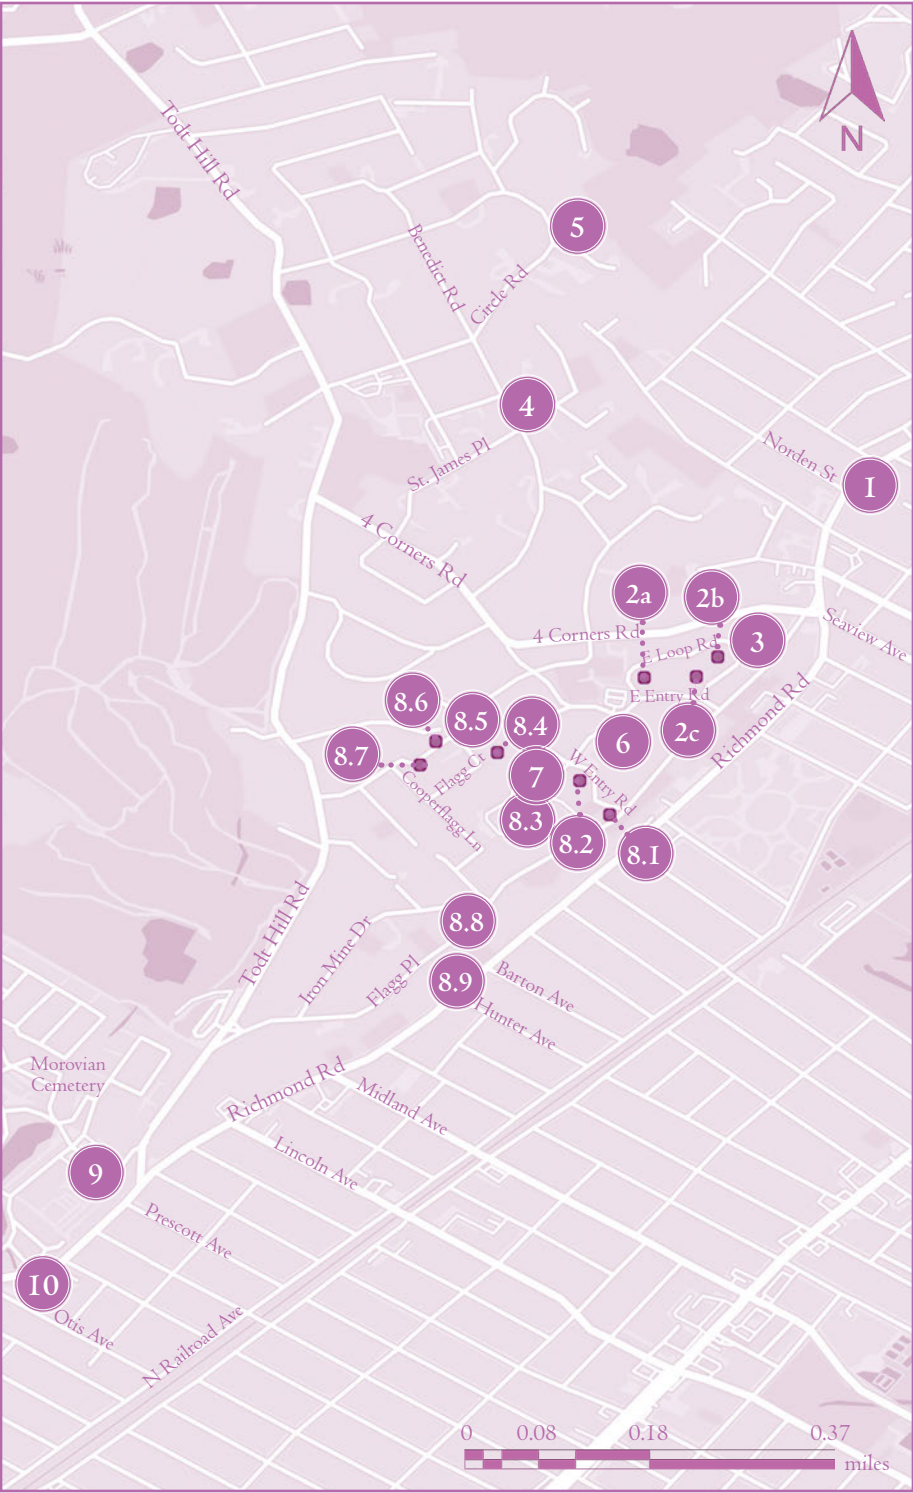 N
Todt Hill Rd
5
Benedict Rd
Circle Rd
4
St. James Pl
Norden St
1
4 Corners Rd
2a
2b
3
4 Corners Rd
E Loop Rd
Seaview Ave
E Entry Rd
2c
Richmond Rd
8.6
8.5
8.4
6
8.7
7
Flagg Ct
W Entry Rd
Cooperflagg Ln
8.3
8.2
8.1
8.8
Todt Hill Rd
Iron Mine Dr
Flagg Pl
8.9
Barton Ave
Hunter Ave
Morovian
Cemetery
Richmond Rd
Midland Ave
Lincoln Ave
9
Prescott Ave
10
Otis Ave
N Railroad Ave
0 0.08 0.18 0.37
miles